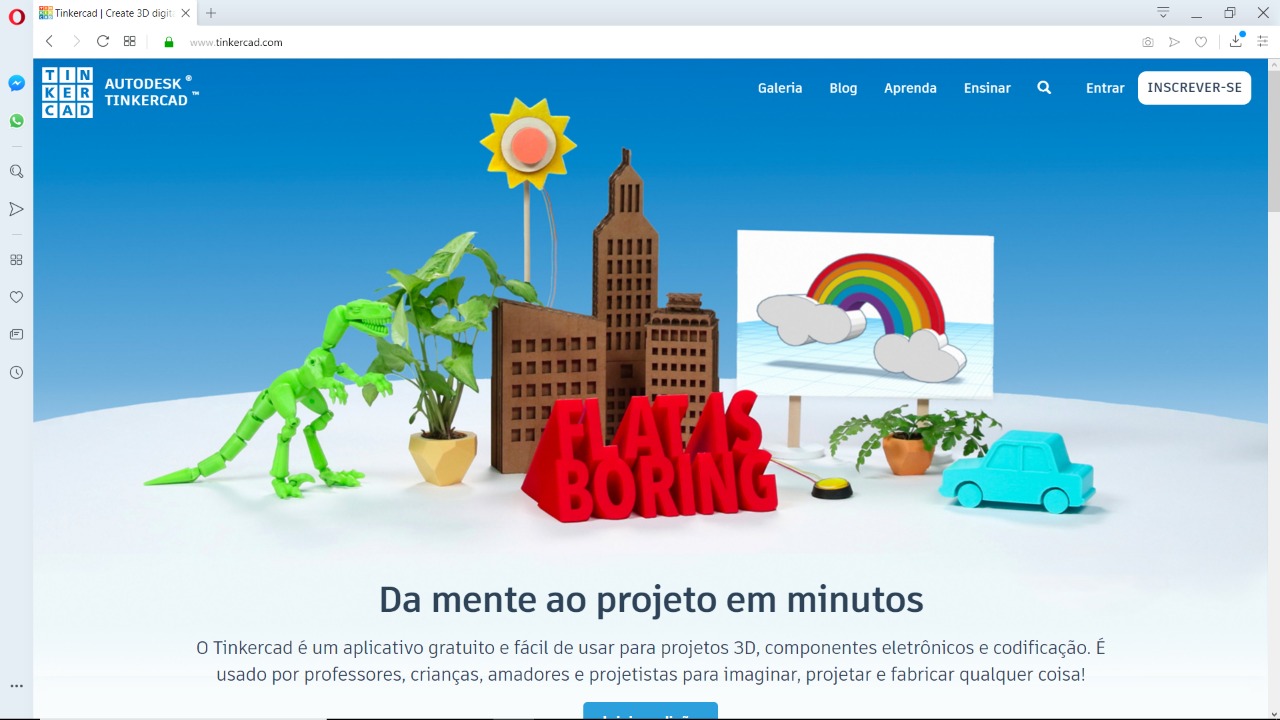 Tinkercad | Create 3D digit
www.tinkercad.com
TIN
KER
CAD
AUTODESK ®
TINKERCAD ™
Galeria
Blog
Aprenda
Ensinar
Entrar
INSCREVER-SE
FLAT IS
BORING
Da mente ao projeto em minutos
O Tinkercad é um aplicativo gratuito e fácil de usar para projetos 3D, componentes eletrônicos e codificação. É
usado por professores, crianças, amadores e projetistas para imaginar, projetar e fabricar qualquer coisa!